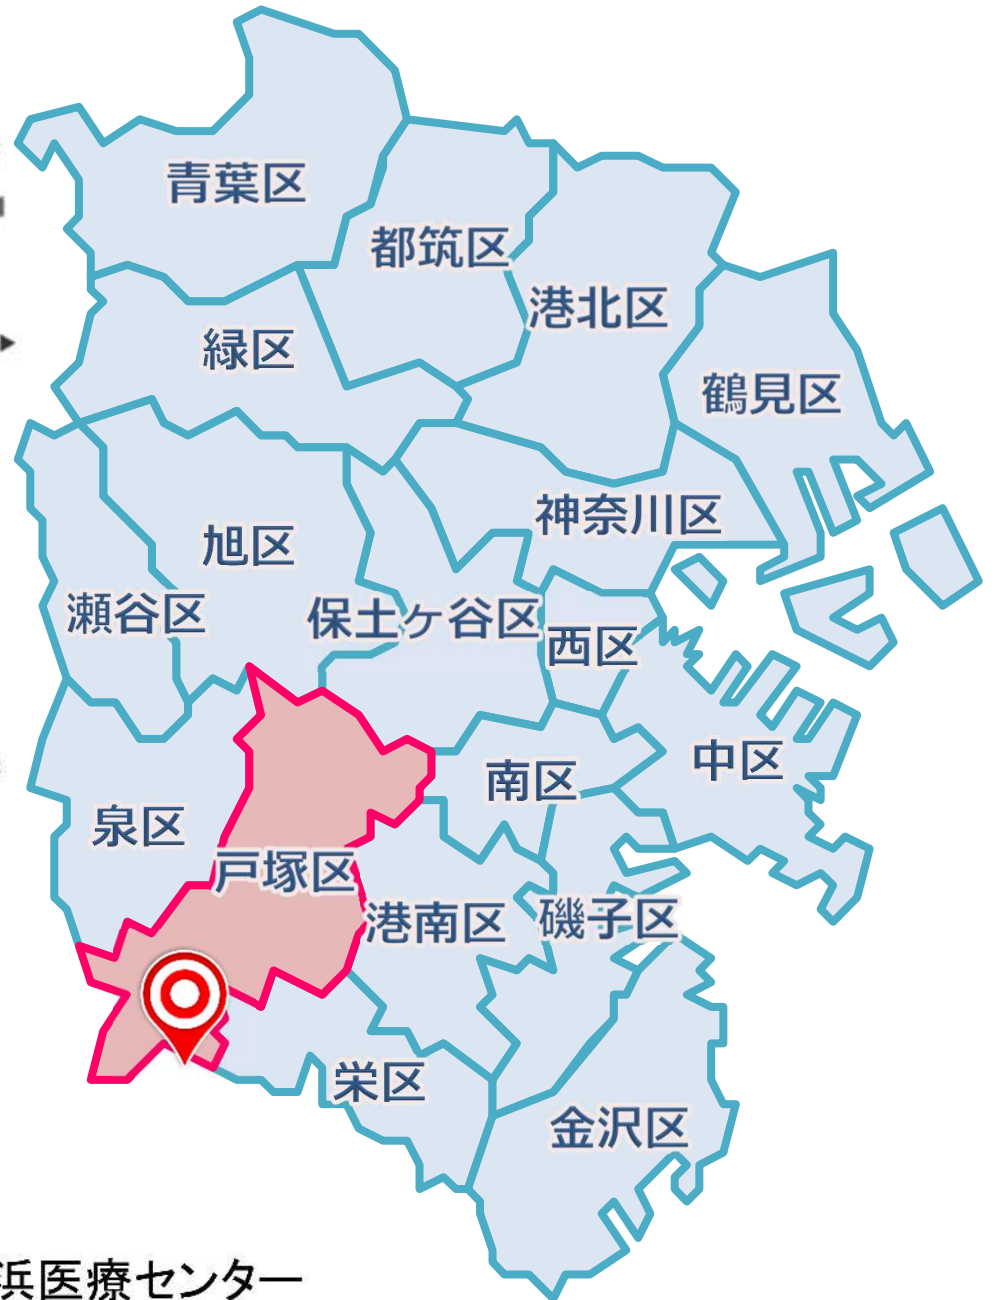 青葉区
都筑区
港北区
緑区
鶴見区
神奈川区
旭区
瀬谷区
保土ヶ谷区
西区
中区
南区
泉区
戸塚区
港南区
磯子区
栄区
金沢区
浜医療センター